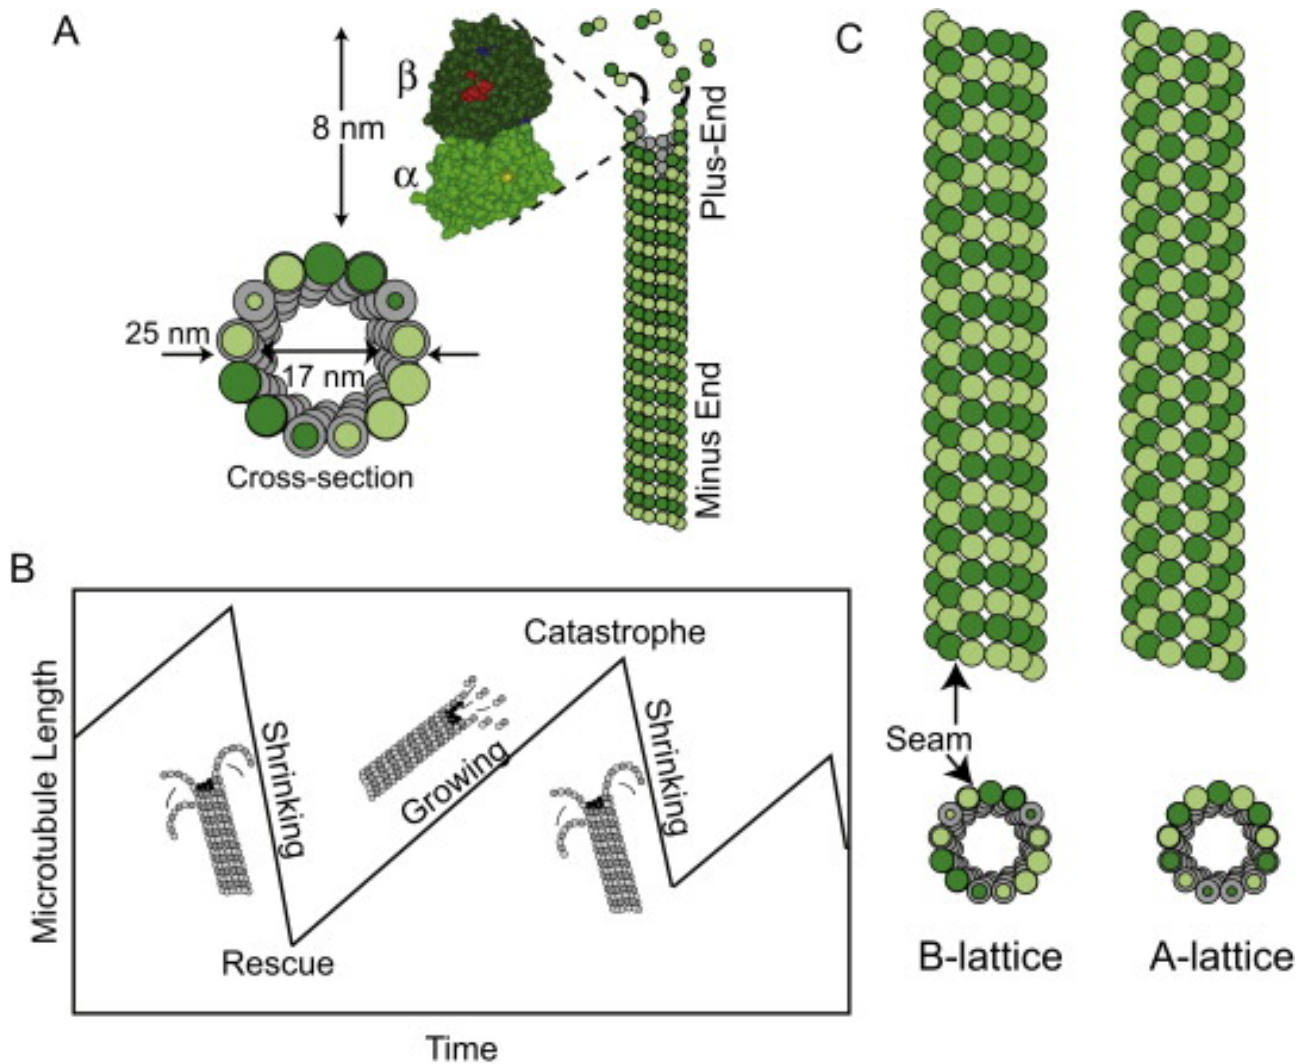 A
β
8 nm
α
Plus-End
Minus End
25 nm
17 nm
Cross-section
B
Microtubule Length
Catastrophe
Shrinking
Growing
Shrinking
Rescue
Time
C
Seam
B-lattice
A-lattice